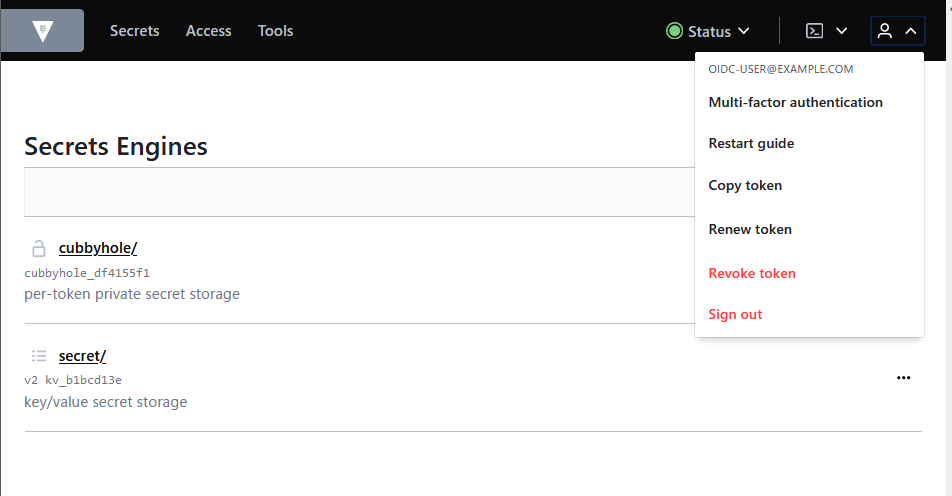 Secrets Access Tools Status
OIDC-USER@EXAMPLE.COM
Multi-factor authentication
Restart guide
Copy token
Renew token
Revoke token
Sign out
Secrets Engines
cubbyhole/
cubbyhole_df4155f1
per-token private secret storage
secret/
v2 kv_b1bcd13e
key/value secret storage